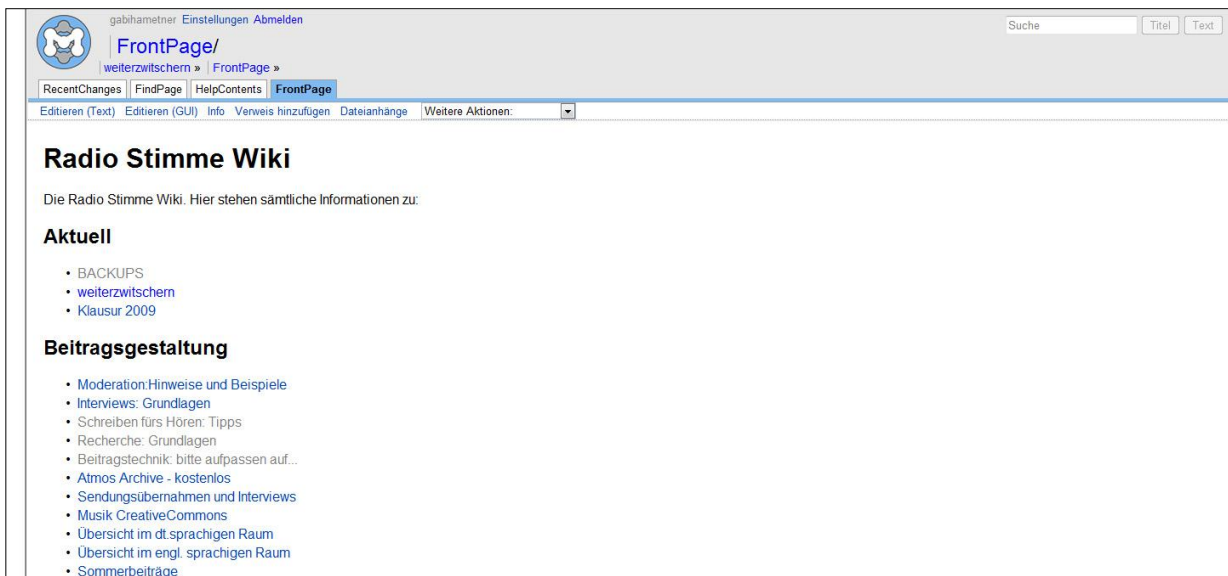 gabihametner Einstellungen Abmelden
Suche Titel Text
FrontPage/
weiterzwitschern » FrontPage »
RecentChanges FindPage HelpContents FrontPage
Editieren (Text) Editieren (GUI) Info Verweis hinzufügen Dateianhänge Weitere Aktionen:
Radio Stimme Wiki
Die Radio Stimme Wiki. Hier stehen sämtliche Informationen zu:
Aktuell
• BACKUPS
• weiterzwitschern
• Klausur 2009
Beitragsgestaltung
• Moderation:Hinweise und Beispiele
• Interviews: Grundlagen
• Schreiben fürs Hören: Tipps
• Recherche: Grundlagen
• Beitragstechnik: bitte aufpassen auf...
• Atmos Archive - kostenlos
• Sendungsübernahmen und Interviews
• Musik CreativeCommons
• Übersicht im dt.sprachigen Raum
• Übersicht im engl. sprachigen Raum
• Sommerbeiträge